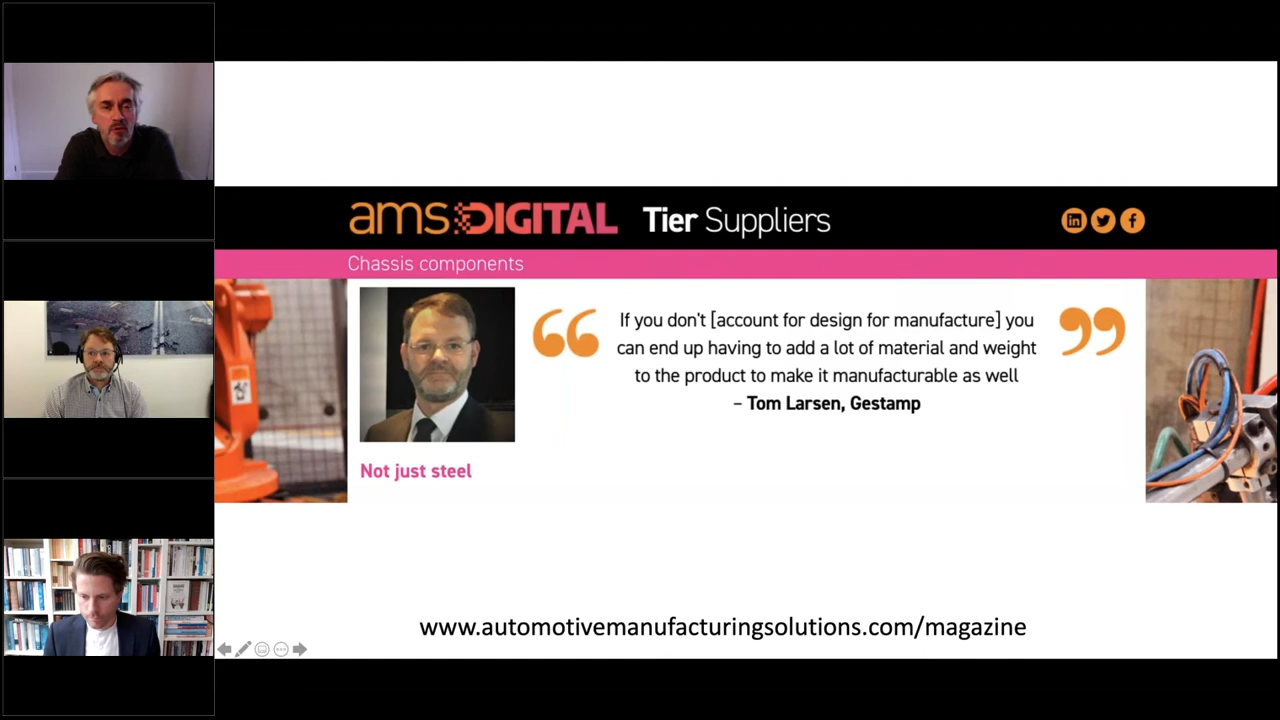 ams DIGITAL Tier Suppliers
Chassis components
If you don't [account for design for manufacture] you
can end up having to add a lot of material and weight
to the product to make it manufacturable as well
– Tom Larsen, Gestamp
Not just steel
www.automotivemanufacturingsolutions.com/magazine